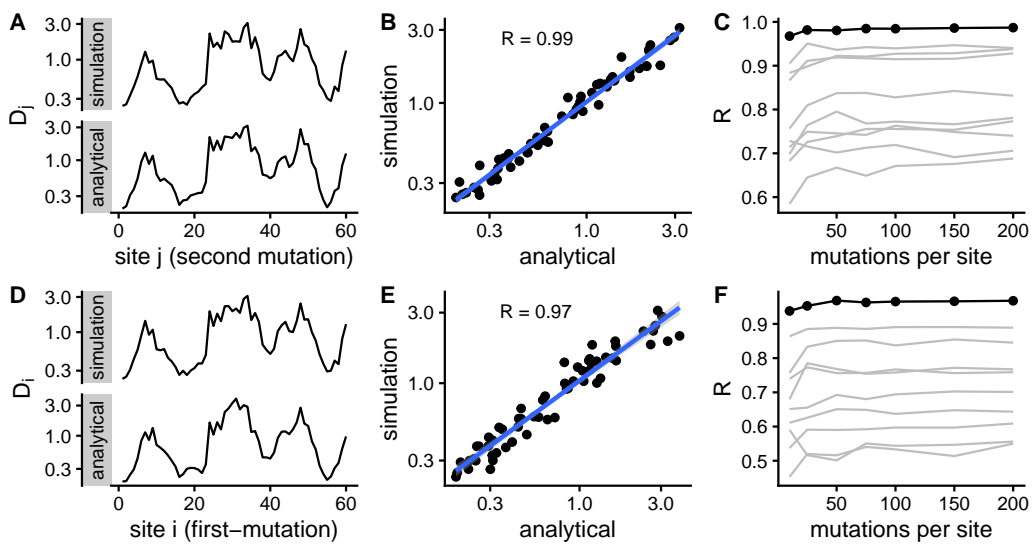 A
3.0
1.0
0.3
simulation
3.0
1.0
0.3
analytical
D_j
0 20 40 60
site j (second mutation)
B
R = 0.99
3.0
1.0
0.3
simulation
0.3 1.0 3.0
analytical
C
1.0
0.9
0.8
0.7
0.6
R
50 100 150 200
mutations per site
D
3.0
1.0
0.3
simulation
3.0
1.0
0.3
analytical
D_i
0 20 40 60
site i (first−mutation)
E
R = 0.97
3.0
1.0
0.3
simulation
0.3 1.0 3.0
analytical
F
0.9
0.8
0.7
0.6
0.5
R
50 100 150 200
mutations per site